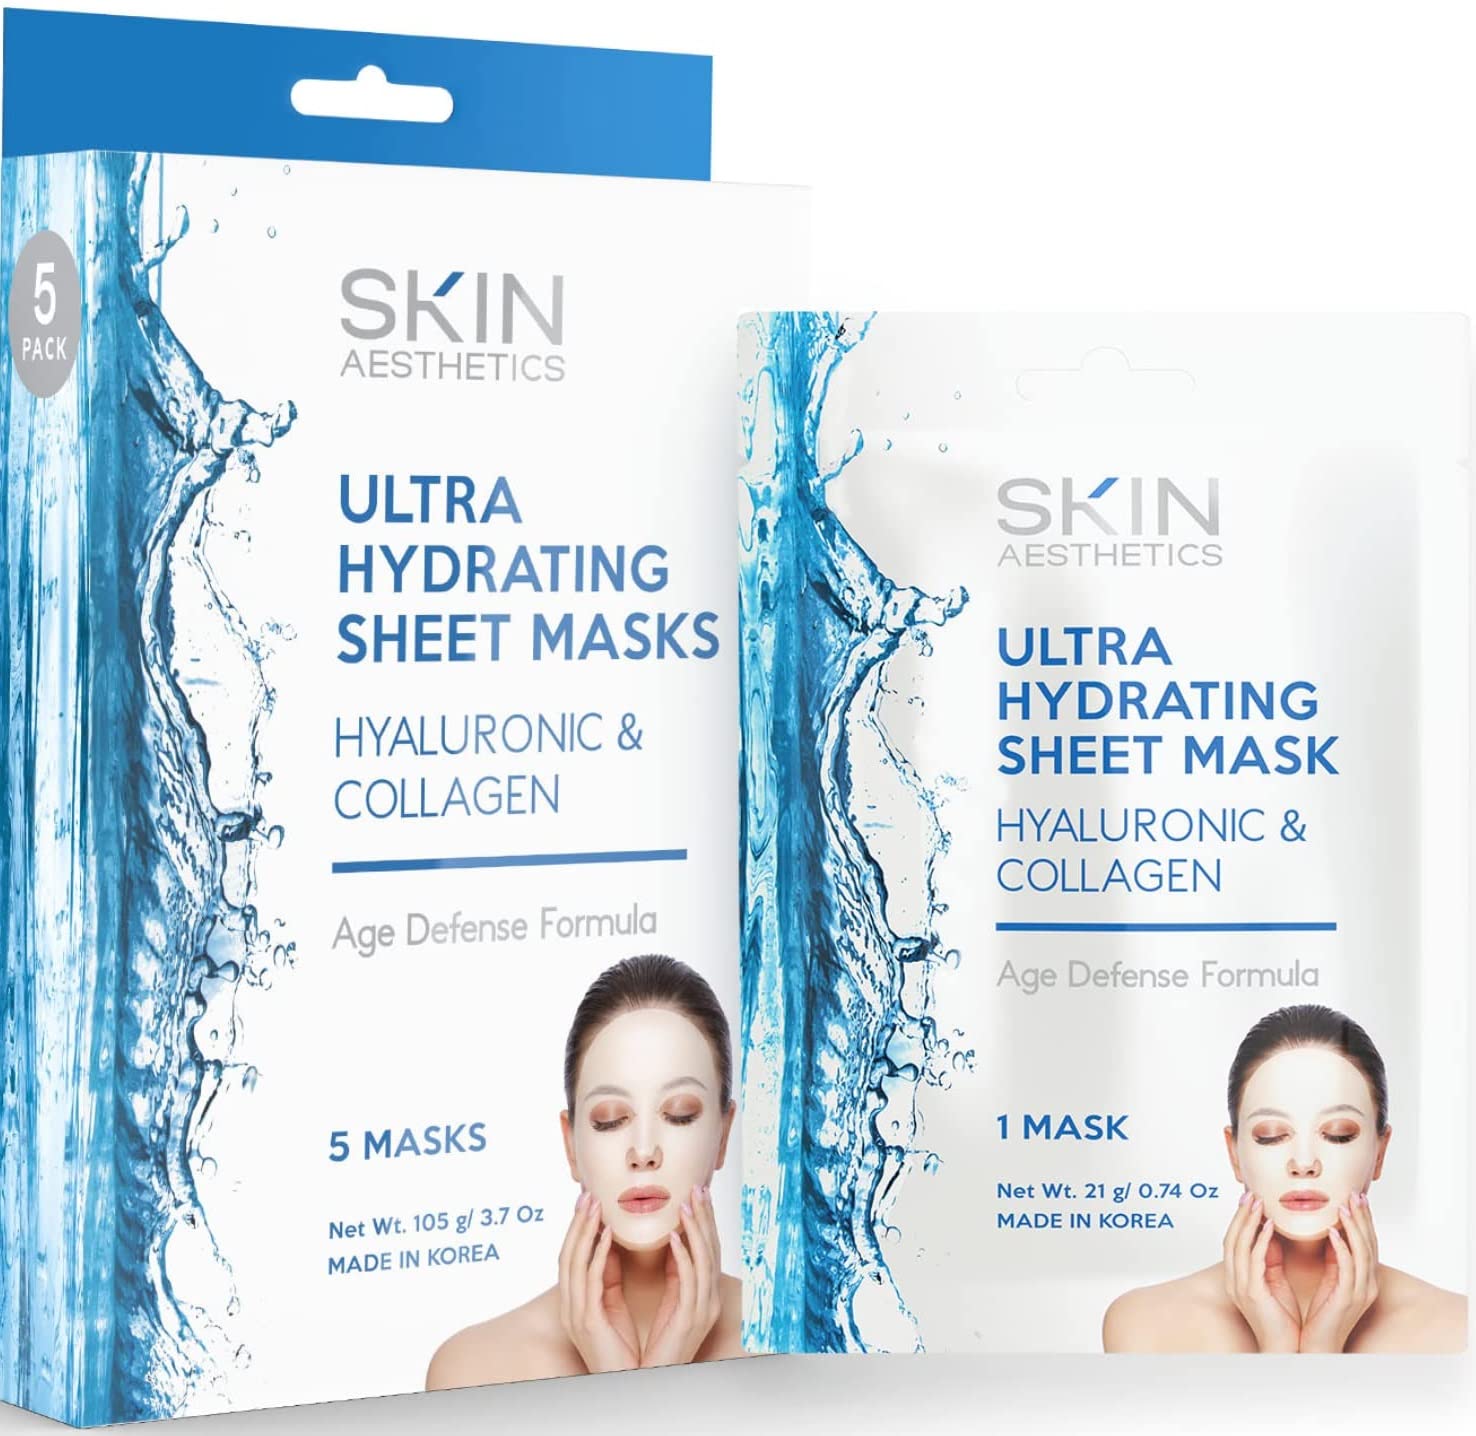 5
PACK
SKIN
AESTHETICS
ULTRA
HYDRATING
SHEET MASKS
HYALURONIC &
COLLAGEN
Age Defense Formula
5 MASKS
Net Wt. 105 g/ 3.7 Oz
MADE IN KOREA
SKIN
AESTHETICS
ULTRA
HYDRATING
SHEET MASK
HYALURONIC &
COLLAGEN
Age Defense Formula
1 MASK
Net Wt. 21 g/ 0.74 Oz
MADE IN KOREA